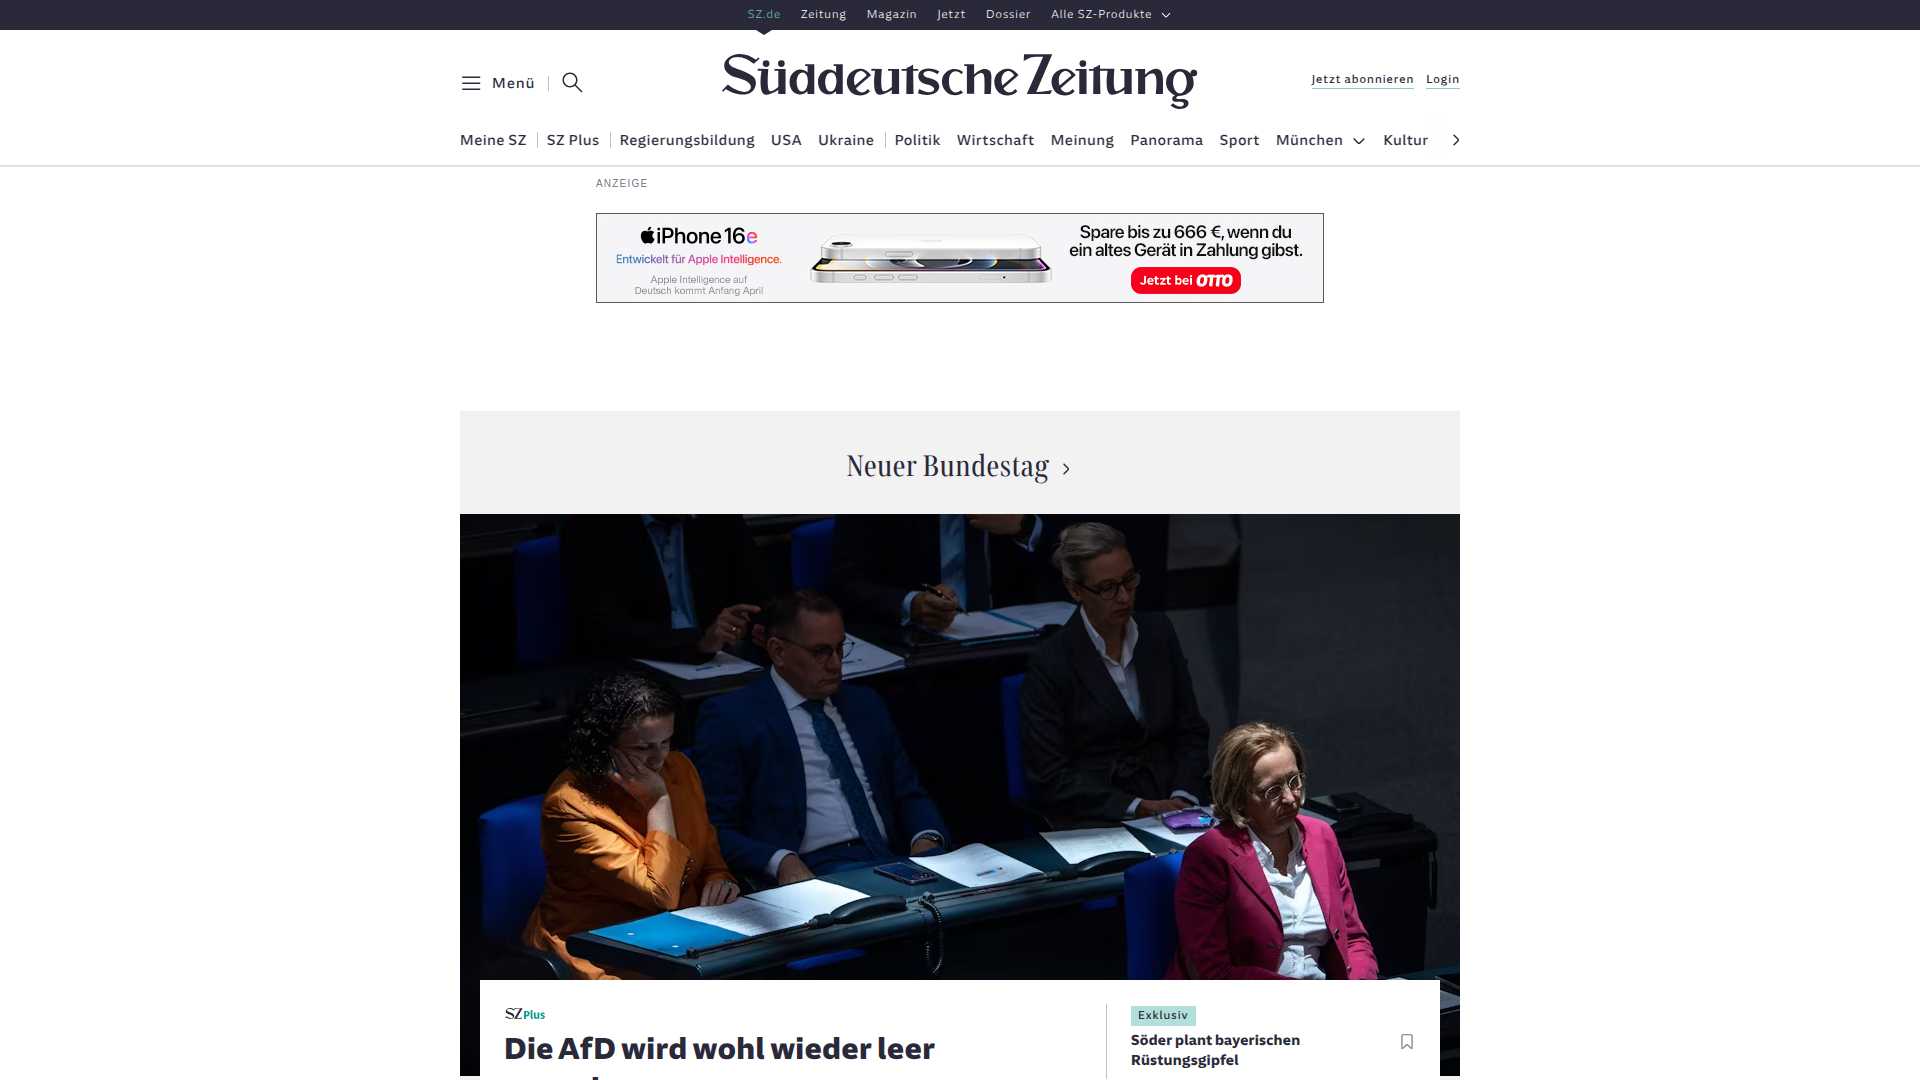 SZ.de Zeitung Magazin Jetzt Dossier Alle SZ-Produkte
Menü
Süddeutsche Zeitung
Jetzt abonnieren Login
Meine SZ SZ Plus Regierungsbildung USA Ukraine Politik Wirtschaft Meinung Panorama Sport München Kultur
ANZEIGE
iPhone 16e
Entwickelt für Apple Intelligence.
Apple Intelligence auf
Deutsch kommt Anfang April
Spare bis zu 666 €, wenn du
ein altes Gerät in Zahlung gibst.
Jetzt bei OTTO
Neuer Bundestag
SZ Plus
Die AfD wird wohl wieder leer
Exklusiv
Söder plant bayerischen
Rüstungsgipfel